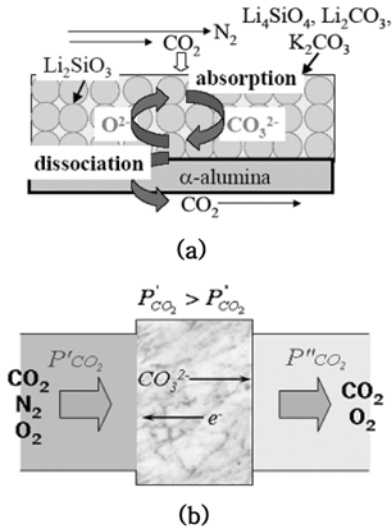 N₂
CO₂
Li₄SiO₄, Li₂CO₃,
K₂CO₃
Li₂SiO₃
absorption
O²⁻
CO₃²⁻
dissociation
α-alumina
CO₂
(a)
P'CO₂ > P"CO₂
P'CO₂
P"CO₂
CO₂
N₂
O₂
CO₃²⁻
e⁻
CO₂
O₂
(b)